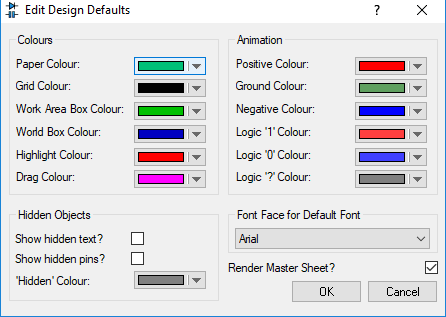 Edit Design Defaults
Colours
Paper Colour:
Grid Colour:
Work Area Box Colour:
World Box Colour:
Highlight Colour:
Drag Colour:
Animation
Positive Colour:
Ground Colour:
Negative Colour:
Logic '1' Colour:
Logic '0' Colour:
Logic '?' Colour:
Hidden Objects
Show hidden text?
Show hidden pins?
'Hidden' Colour:
Font Face for Default Font
Arial
Render Master Sheet?
OK Cancel